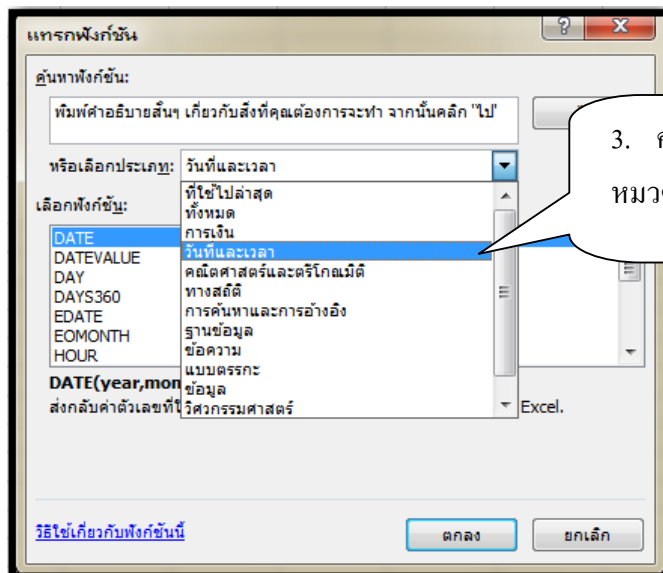 แทรกฟังก์ชัน
ค้นหาฟังก์ชัน:
พิมพ์คำอธิบายสั้นๆ เกี่ยวกับสิ่งที่คุณต้องการจะทำ จากนั้นคลิก "ไป"
3.
หรือเลือกประเภท: วันที่และเวลา
ที่ใช้ไปล่าสุด
ทั้งหมด
การเงิน
วันที่และเวลา
คณิตศาสตร์และตรีโกณมิติ
ทางสถิติ
การค้นหาและการอ้างอิง
ฐานข้อมูล
ข้อความ
แบบตรรกะ
ข้อมูล
วิศวกรรมศาสตร์
เลือกฟังก์ชัน:
DATE
DATEVALUE
DAY
DAYS360
EDATE
EOMONTH
HOUR
DATE(year,mon
ส่งกลับค่าตัวเลขที่ Excel.
วิธีใช้เกี่ยวกับฟังก์ชันนี้
ตกลง ยกเลิก